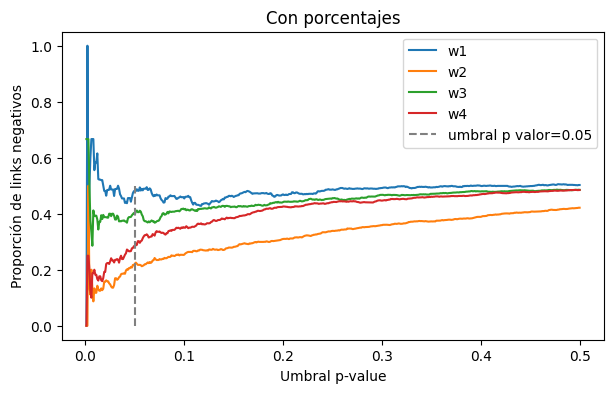 Con porcentajes
Proporción de links negativos
1.0
0.8
0.6
0.4
0.2
0.0
w1
w2
w3
w4
umbral p valor=0.05
0.0 0.1 0.2 0.3 0.4 0.5
Umbral p-value